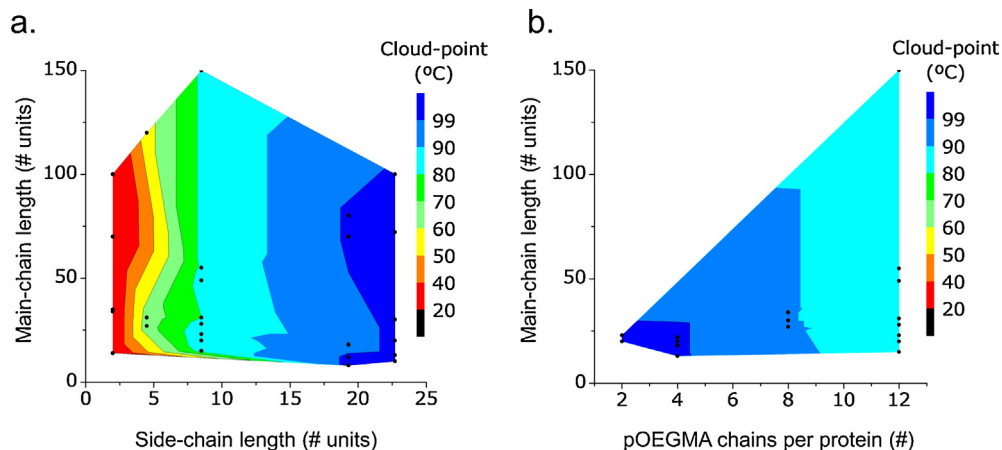 a.
Cloud-point
(ºC)
99
90
80
70
60
50
40
20
150
100
50
0
0 5 10 15 20 25
Main-chain length (# units)
Side-chain length (# units)
b.
Cloud-point
(ºC)
99
90
80
70
60
50
40
20
150
100
50
0
2 4 6 8 10 12
Main-chain length (# units)
pOEGMA chains per protein (#)